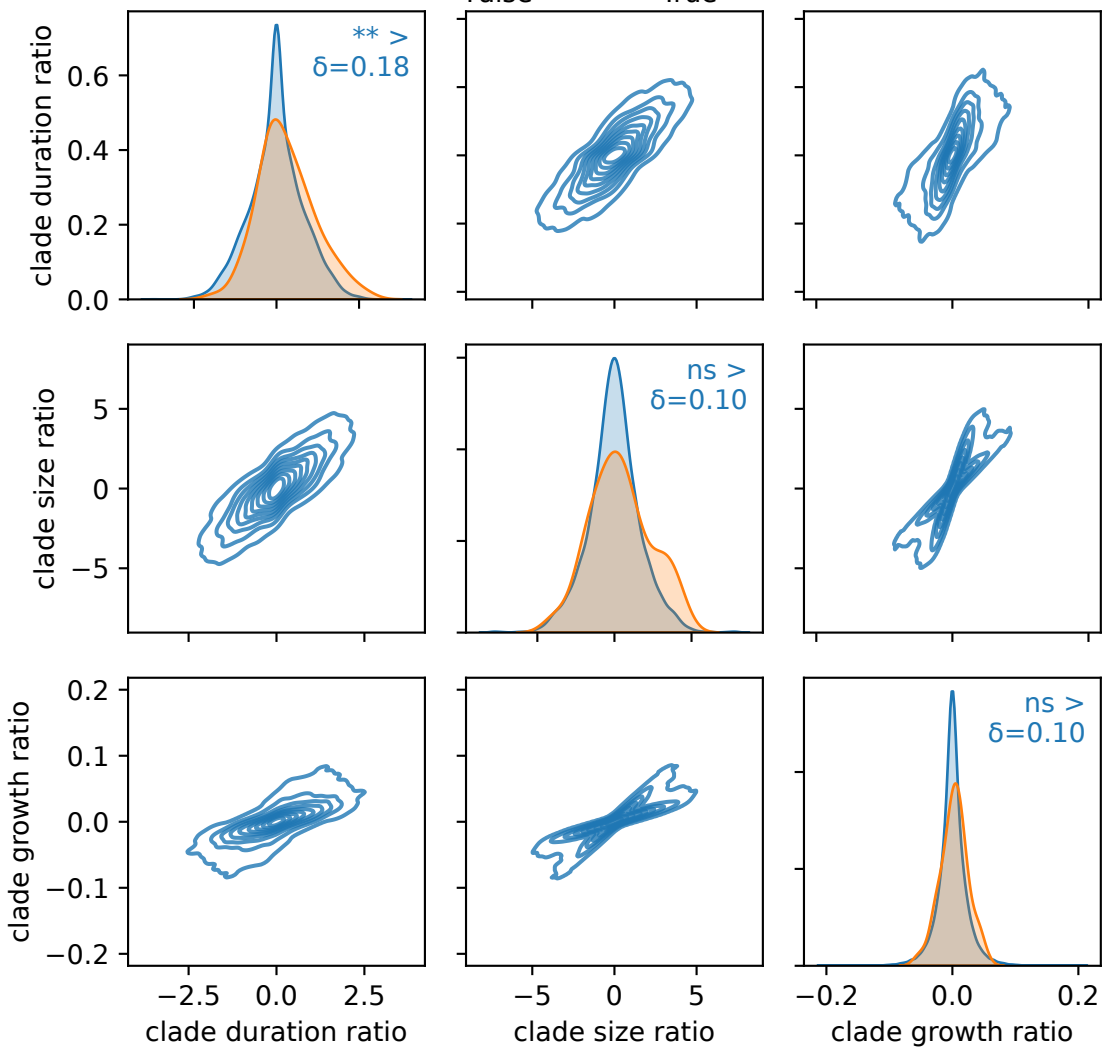 clade duration ratio
0.6
0.4
0.2
0.0
** >
δ=0.18
clade size ratio
5
0
−5
ns >
δ=0.10
clade growth ratio
0.2
0.1
0.0
−0.1
−0.2
ns >
δ=0.10
−2.5 0.0 2.5
clade duration ratio
−5 0 5
clade size ratio
−0.2 0.0 0.2
clade growth ratio